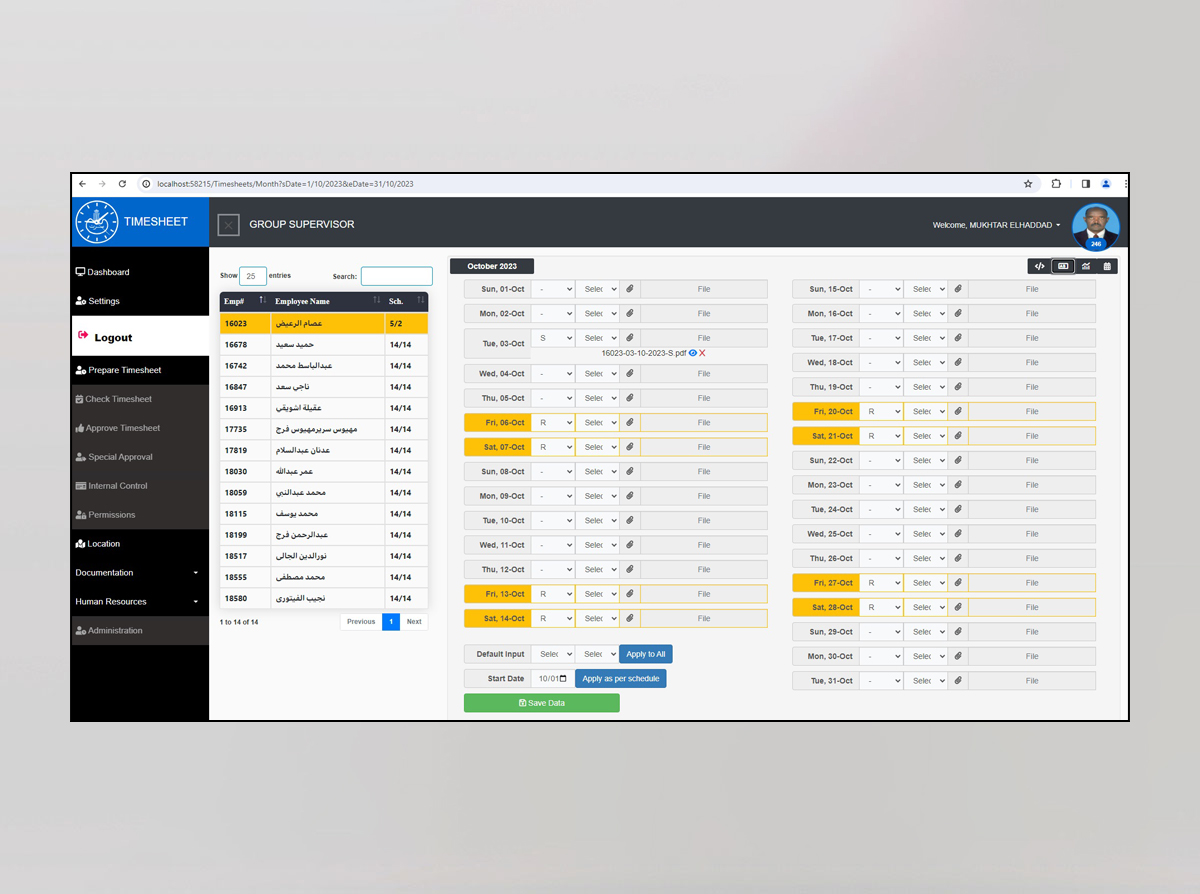 localhost:58215/Timesheets/Month?sDate=1/10/2023&eDate=31/10/2023
TIMESHEET
GROUP SUPERVISOR
Welcome, MUKHTAR ELHADDAD
246
Dashboard
Settings
Logout
Prepare Timesheet
Check Timesheet
Approve Timesheet
Special Approval
Internal Control
Permissions
Location
Documentation
Human Resources
Administration
Show 25 entries Search:
Emp# Employee Name Sch.
16023 عصام الرعيض 5/2
16678 حميد سعيد 14/14
16742 عبدالباسط محمد 14/14
16847 ناجي سعد 14/14
16913 عقيلة اشويقي 14/14
17735 مهيوس سريرمهيوس فرج 14/14
17819 عدنان عبدالسلام 14/14
18030 عمر عبدالله 14/14
18059 محمد عبدالنبي 14/14
18115 محمد يوسف 14/14
18199 عبدالرحمن فرج 14/14
18517 نورالدين الجالي 14/14
18555 محمد مصطفى 14/14
18580 نجيب الفيتوري 14/14
1 to 14 of 14 Previous 1 Next
October 2023
Sun, 01-Oct - Selec File
Mon, 02-Oct - Selec File
Tue, 03-Oct S Selec File
16023-03-10-2023-S.pdf X
Wed, 04-Oct - Selec File
Thu, 05-Oct - Selec File
Fri, 06-Oct R Selec File
Sat, 07-Oct R Selec File
Sun, 08-Oct - Selec File
Mon, 09-Oct - Selec File
Tue, 10-Oct - Selec File
Wed, 11-Oct - Selec File
Thu, 12-Oct - Selec File
Fri, 13-Oct R Selec File
Sat, 14-Oct R Selec File
Default Input Selec Selec Apply to All
Start Date 10/01 Apply as per schedule
Save Data
Sun, 15-Oct - Selec File
Mon, 16-Oct - Selec File
Tue, 17-Oct - Selec File
Wed, 18-Oct - Selec File
Thu, 19-Oct - Selec File
Fri, 20-Oct R Selec File
Sat, 21-Oct R Selec File
Sun, 22-Oct - Selec File
Mon, 23-Oct - Selec File
Tue, 24-Oct - Selec File
Wed, 25-Oct - Selec File
Thu, 26-Oct - Selec File
Fri, 27-Oct R Selec File
Sat, 28-Oct R Selec File
Sun, 29-Oct - Selec File
Mon, 30-Oct - Selec File
Tue, 31-Oct - Selec File